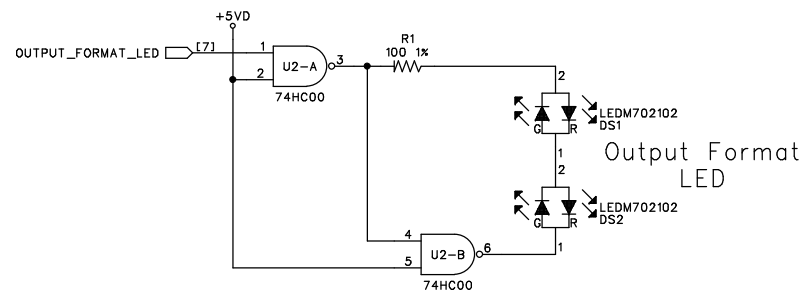 +5VD
R1
OUTPUT_FORMAT_LED [7] 1 3 100 1%
U2-A
2 2
74HC00
LEDM702102
G R DS1
1
Output Format
2
LED
LEDM702102
G R DS2
4 1
U2-B 6
5
74HC00